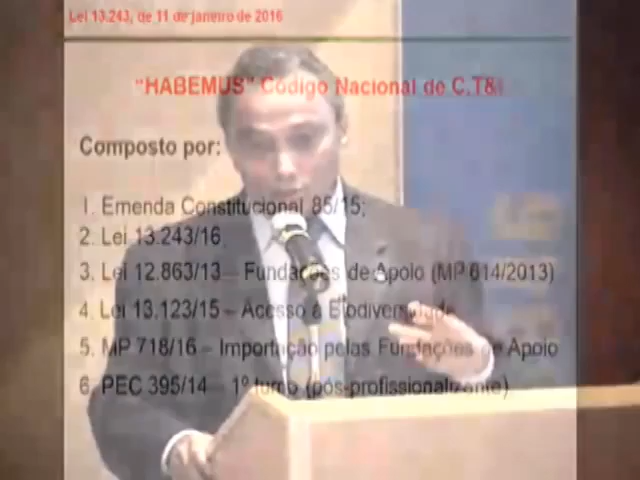 Lei 13.243, de 11 de janeiro de 2016
“HABEMUS” Código Nacional de C,T&I
Composto por:
1. Emenda Constitucional 85/15;
2. Lei 13.243/16
3. Lei 12.863/13 – Fundações de Apoio (MP 614/2013)
4. Lei 13.123/15 – Acesso à Biodiversidade
5. MP 718/16 – Importação pelas Fundações de Apoio
6. PEC 395/14 – 1º turno (pós-profissionalizante)